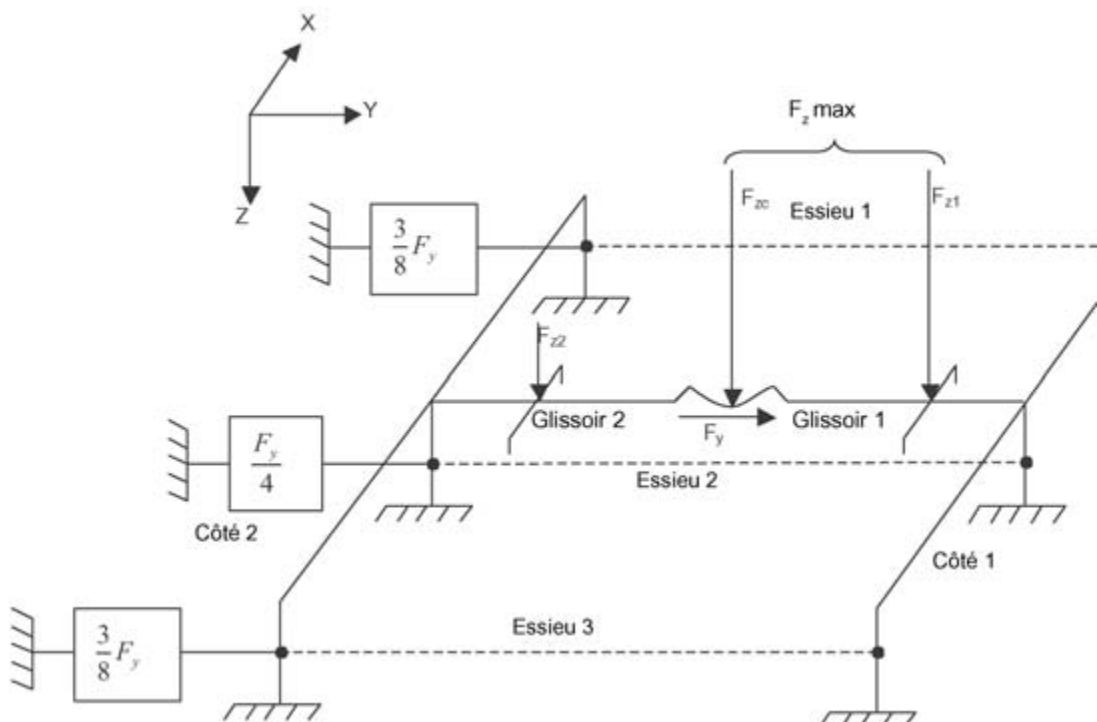 X
Y
Z
F_z max
F_zc
Essieu 1
F_z1
3/8 F_y
F_z2
Glissoir 2
F_y
Glissoir 1
F_y/4
Essieu 2
Côté 2
Côté 1
3/8 F_y
Essieu 3